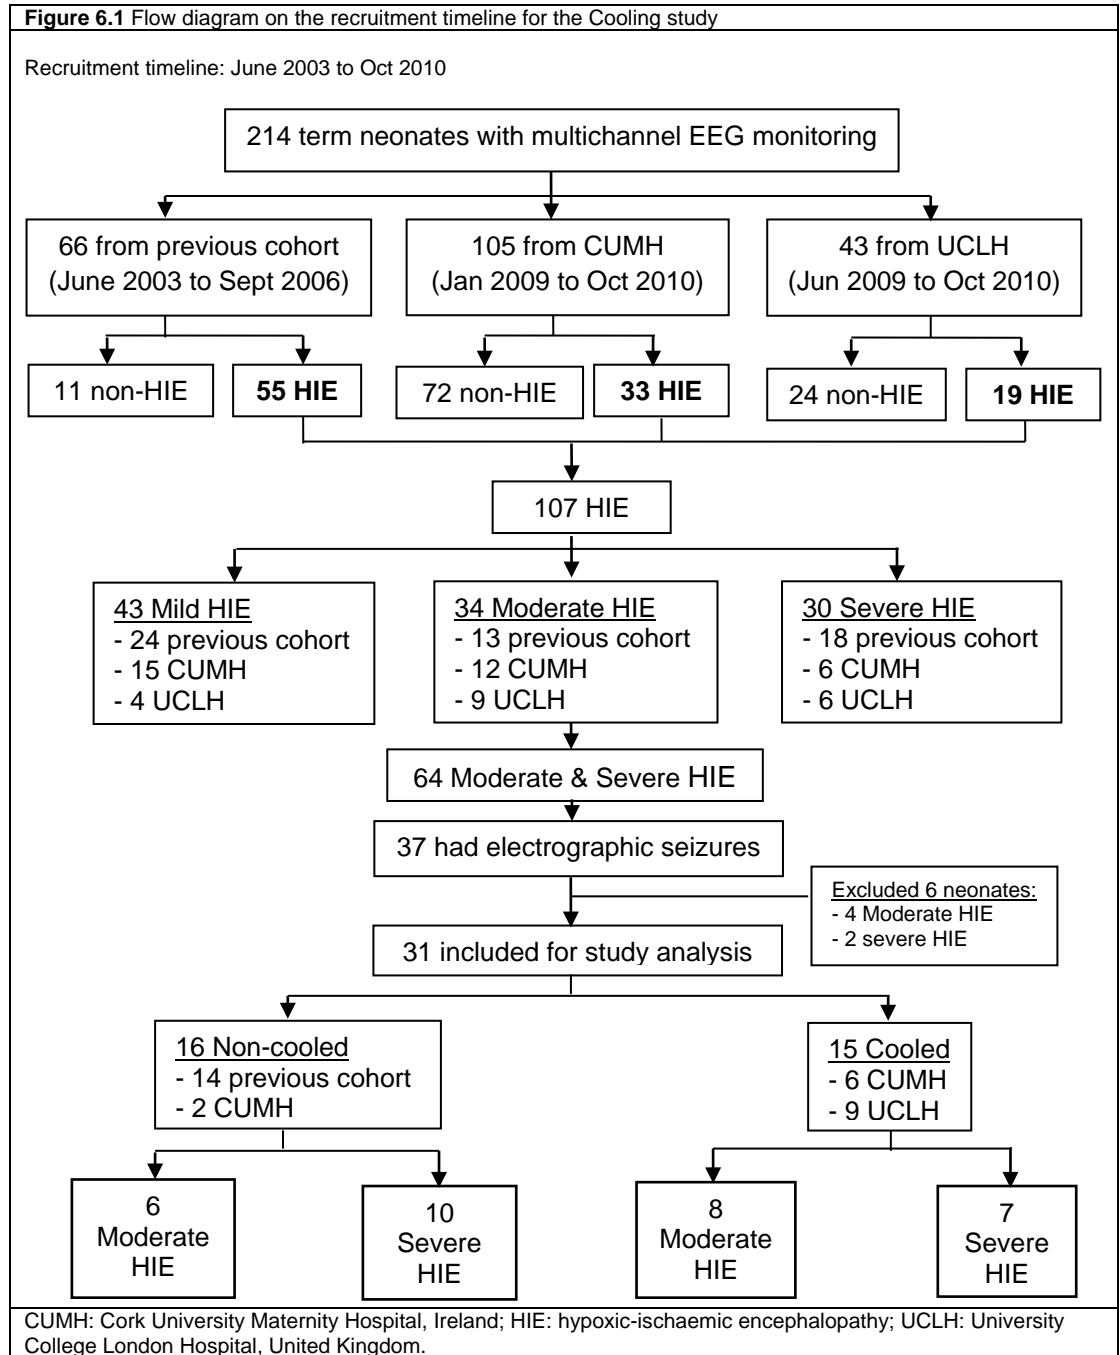 Figure 6.1 Flow diagram on the recruitment timeline for the Cooling study
Recruitment timeline: June 2003 to Oct 2010
214 term neonates with multichannel EEG monitoring
66 from previous cohort
(June 2003 to Sept 2006)
105 from CUMH
(Jan 2009 to Oct 2010)
43 from UCLH
(Jun 2009 to Oct 2010)
11 non-HIE
55 HIE
72 non-HIE
33 HIE
24 non-HIE
19 HIE
107 HIE
43 Mild HIE
- 24 previous cohort
- 15 CUMH
- 4 UCLH
34 Moderate HIE
- 13 previous cohort
- 12 CUMH
- 9 UCLH
30 Severe HIE
- 18 previous cohort
- 6 CUMH
- 6 UCLH
64 Moderate & Severe HIE
37 had electrographic seizures
Excluded 6 neonates:
- 4 Moderate HIE
- 2 severe HIE
31 included for study analysis
16 Non-cooled
- 14 previous cohort
- 2 CUMH
15 Cooled
- 6 CUMH
- 9 UCLH
6
Moderate
HIE
10
Severe
HIE
8
Moderate
HIE
7
Severe
HIE
CUMH: Cork University Maternity Hospital, Ireland; HIE: hypoxic-ischaemic encephalopathy; UCLH: University
College London Hospital, United Kingdom.